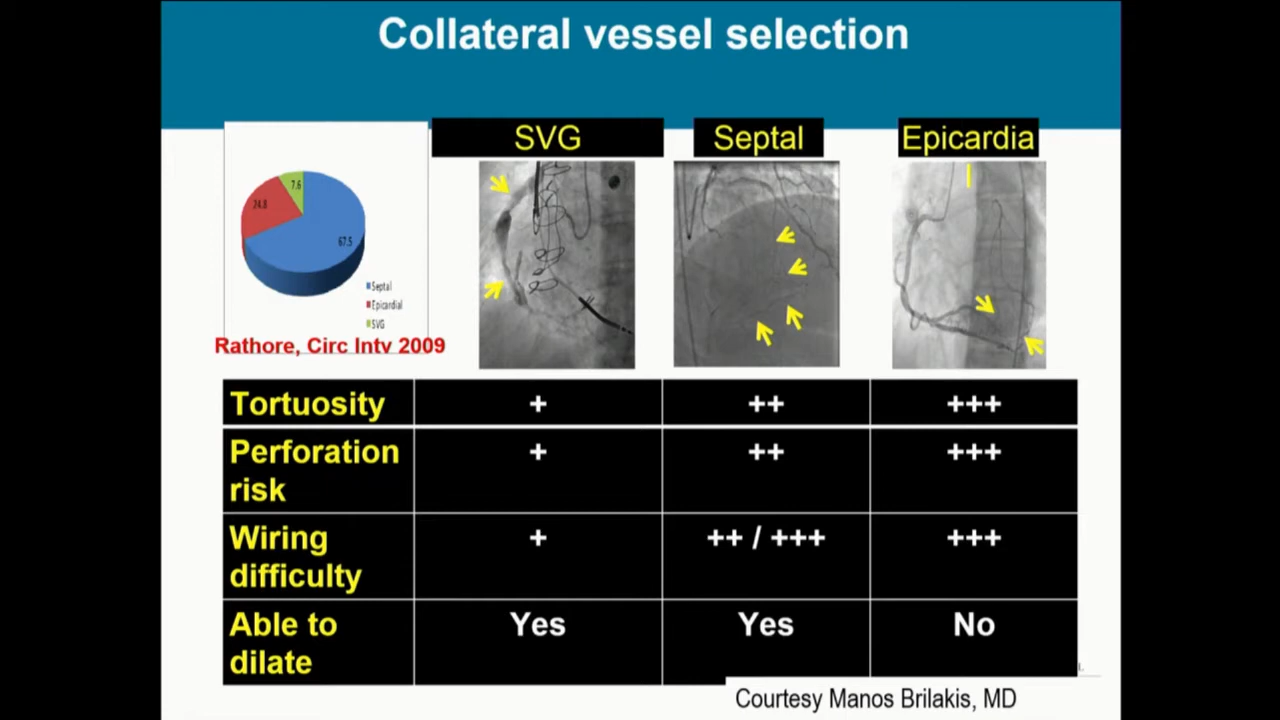 Collateral vessel selection
SVG
Septal
Epicardia
l
7.6
24.8
67.5
Septal
Epicardial
SVG
Rathore, Circ Intv 2009
Tortuosity + ++ +++
Perforation + ++ +++
risk
Wiring + ++ / +++ +++
difficulty
Able to Yes Yes No
dilate
Courtesy Manos Brilakis, MD